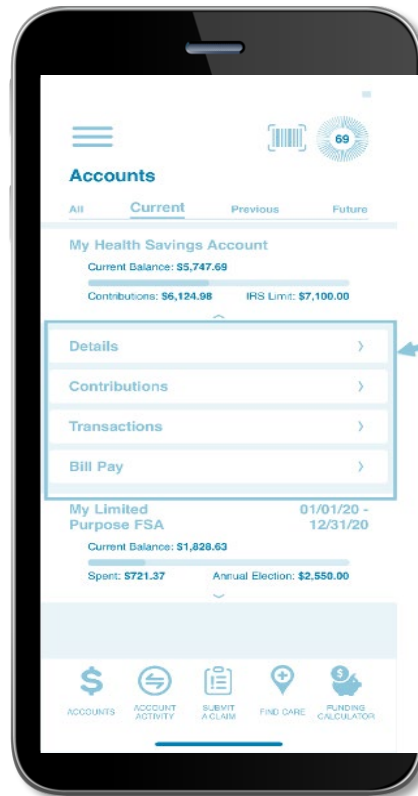 69
Accounts
All Current Previous Future
My Health Savings Account
Current Balance: $5,747.69
Contributions: $6,124.98 IRS Limit: $7,100.00
Details
Contributions
Transactions
Bill Pay
My Limited 01/01/20 -
Purpose FSA 12/31/20
Current Balance: $1,828.63
Spent: $721.37 Annual Election: $2,550.00
ACCOUNTS ACCOUNT SUBMIT FIND CARE FUNDING
ACTIVITY A CLAIM CALCULATOR